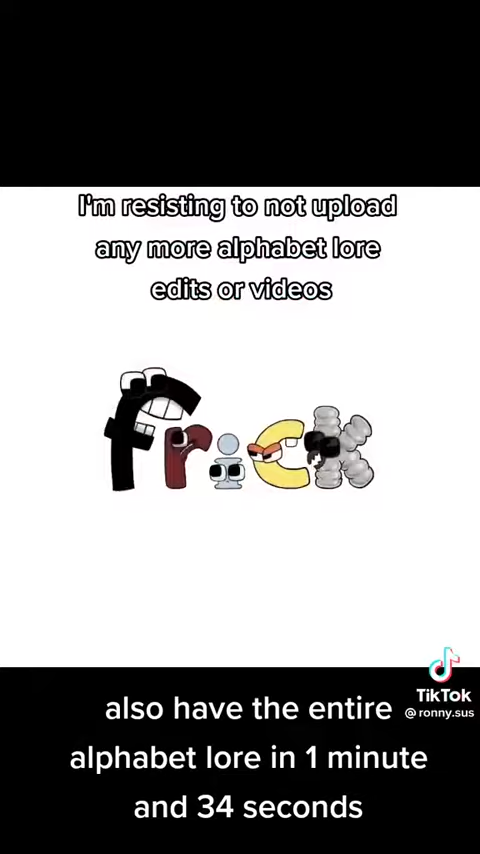 I'm resisting to not upload
any more alphabet lore
edits or videos
frick
TikTok
@ronny.sus
also have the entire
alphabet lore in 1 minute
and 34 seconds